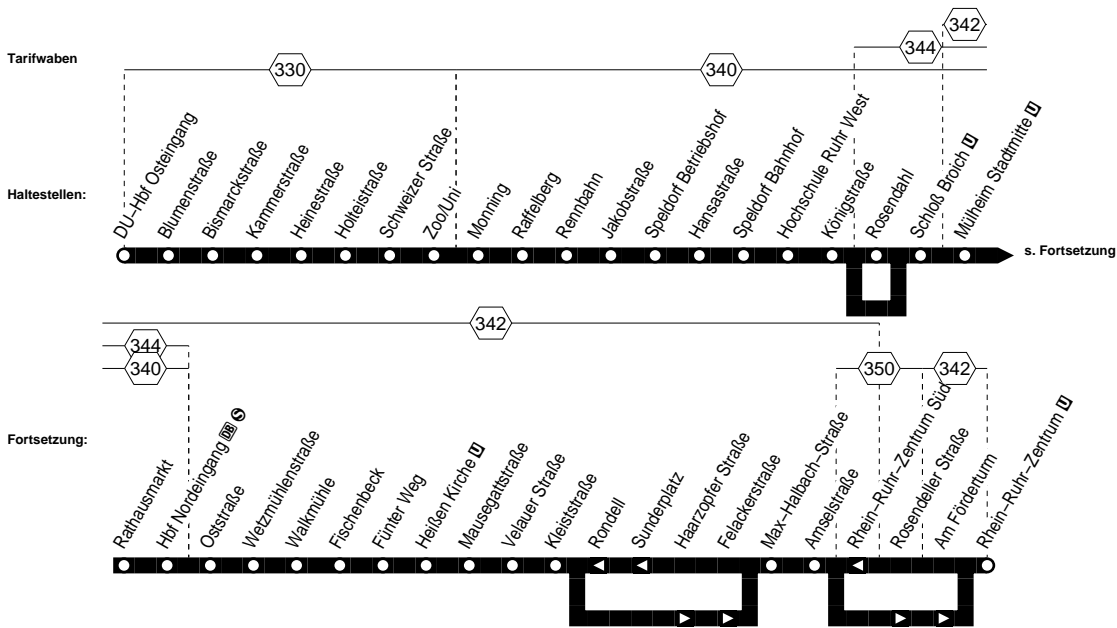 342
344
Tarifwaben
330
340
DU–Hbf Osteingang
Blumenstraße
Bismarckstraße
Kammerstraße
Heinestraße
Holteistraße
Schweizer Straße
Zoo/Uni
Monning
Raffelberg
Rennbahn
Jakobstraße
Speldorf Betriebshof
Hansastraße
Speldorf Bahnhof
Hochschule Ruhr West
Königstraße
Rosendahl
Schloß Broich U
Mülheim Stadtmitte U
Haltestellen:
s. Fortsetzung
342
344
340
350
342
Fortsetzung:
Rathausmarkt
Hbf Nordeingang DB S
Oststraße
Wetzmühlenstraße
Walkmühle
Fischenbeck
Fünter Weg
Heißen Kirche U
Mausegattstraße
Velauer Straße
Kleiststraße
Rondell
Sunderplatz
Haarzopfer Straße
Felackerstraße
Max–Halbach–Straße
Amselstraße
Rhein–Ruhr–Zentrum Süd
Rosendeller Straße
Am Förderturm
Rhein–Ruhr–Zentrum U